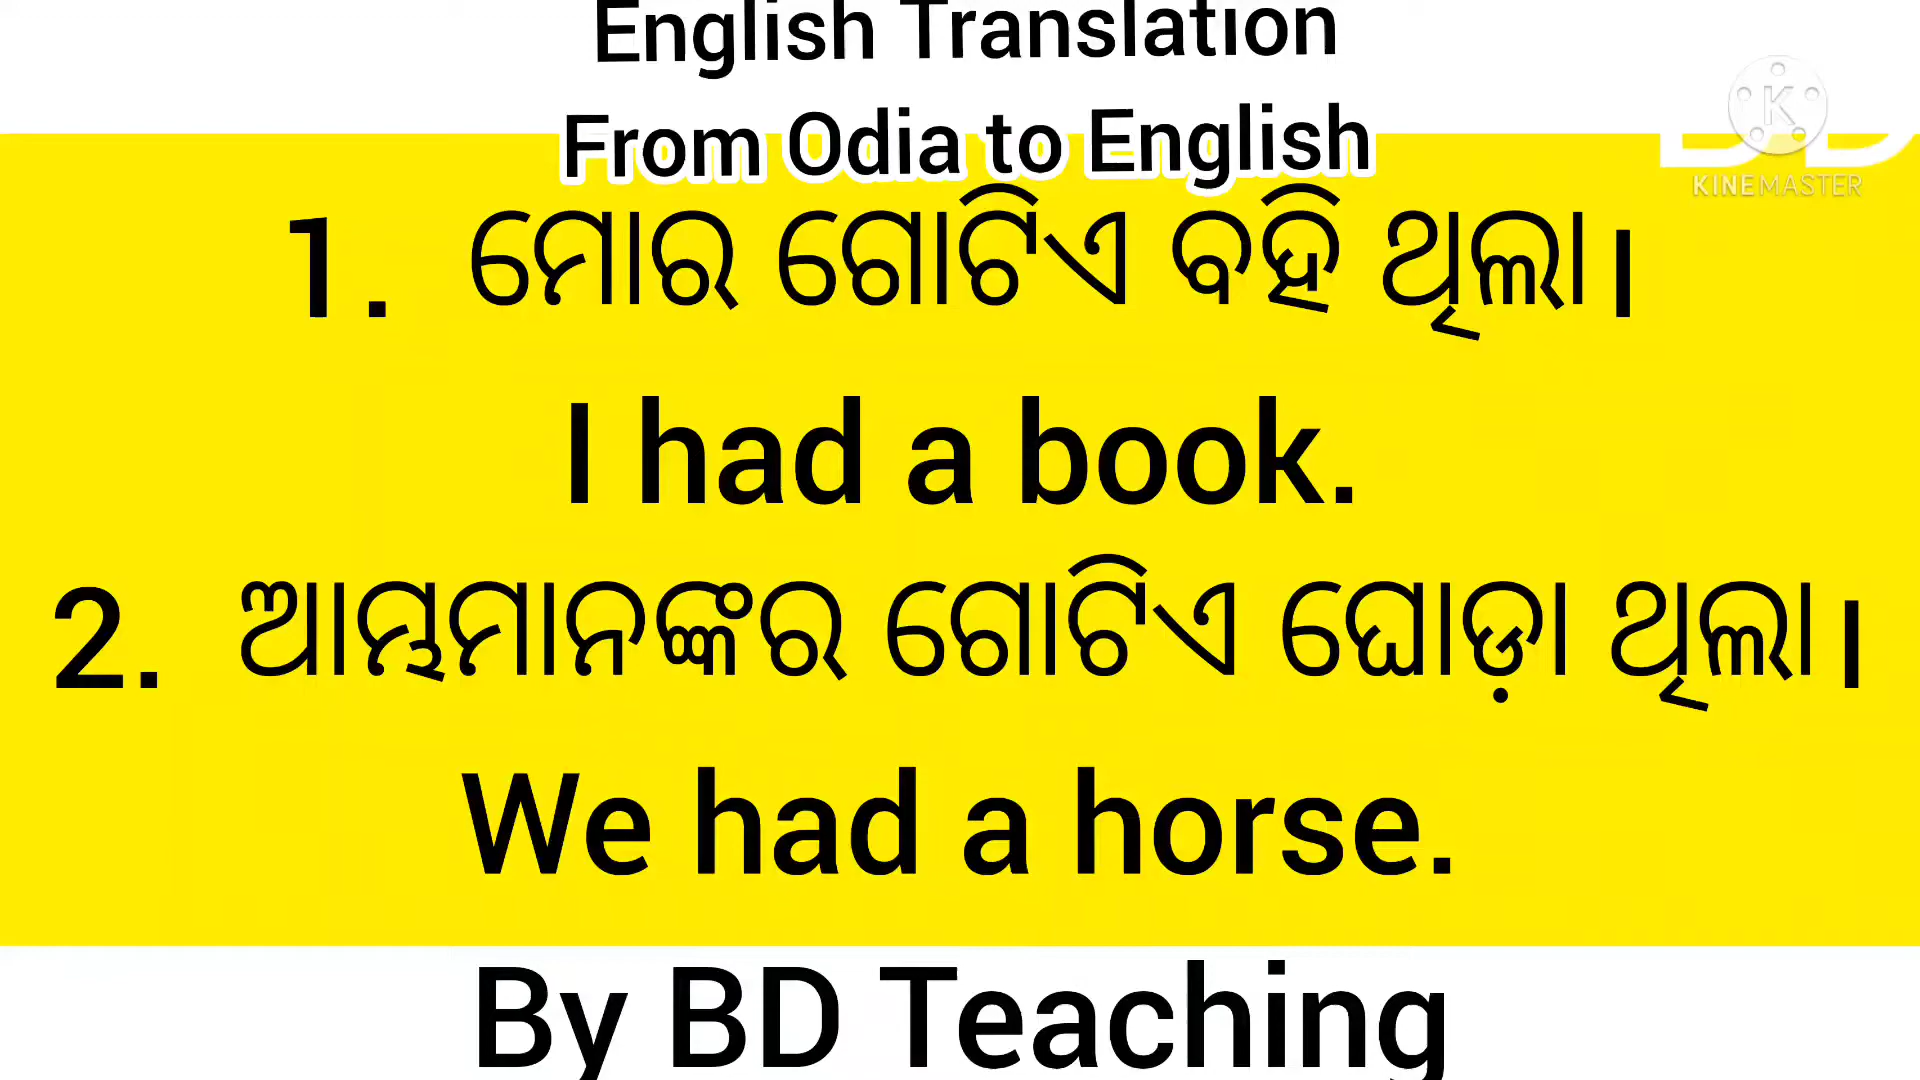 English Translation
From Odia to English
KINEMASTER
1. ମୋର ଗୋଟିଏ ବହି ଥିଲା।
I had a book.
2. ଆମ୍ଭମାନଙ୍କର ଗୋଟିଏ ଘୋଡ଼ା ଥିଲା।
We had a horse.
By BD Teaching